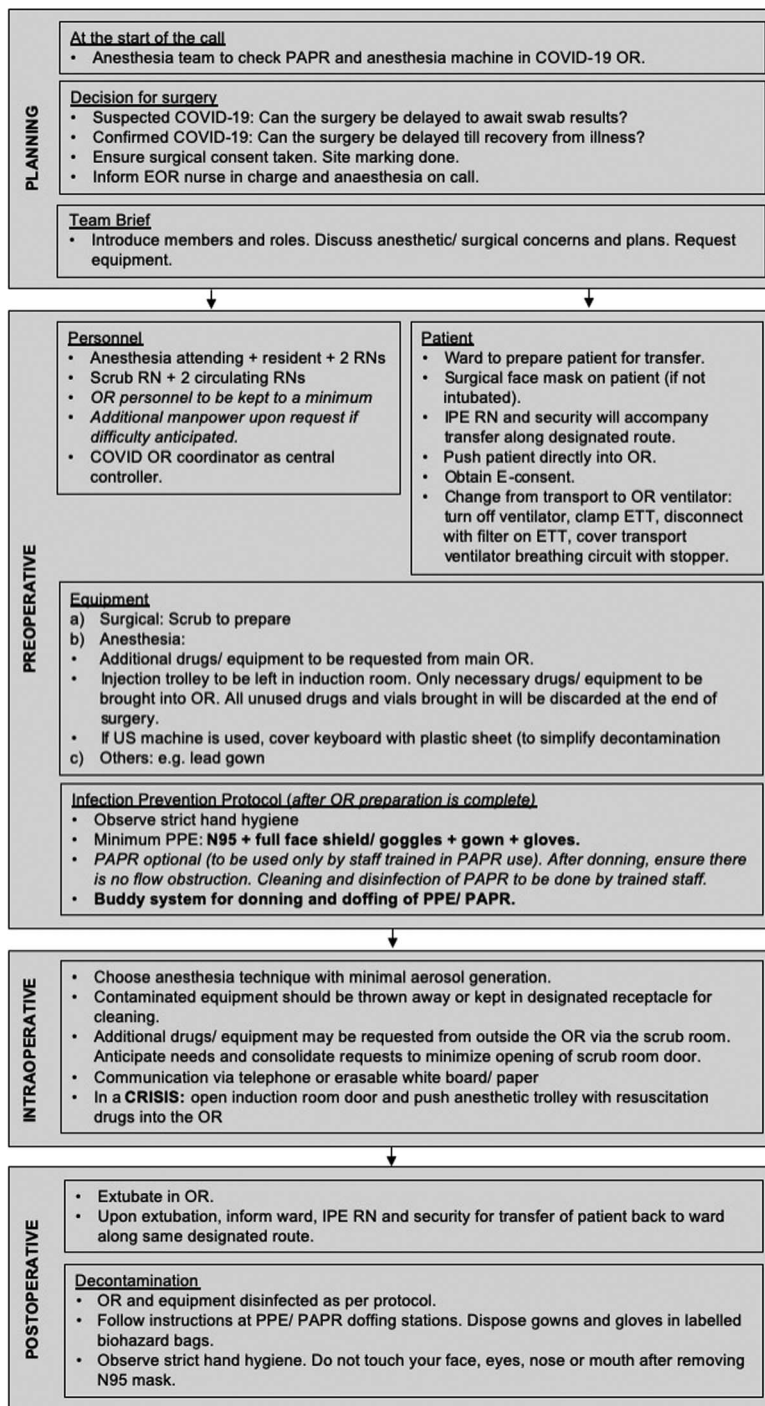 PLANNING
At the start of the call
• Anesthesia team to check PAPR and anesthesia machine in COVID-19 OR.
Decision for surgery
• Suspected COVID-19: Can the surgery be delayed to await swab results?
• Confirmed COVID-19: Can the surgery be delayed till recovery from illness?
• Ensure surgical consent taken. Site marking done.
• Inform EOR nurse in charge and anaesthesia on call.
Team Brief
• Introduce members and roles. Discuss anesthetic/ surgical concerns and plans. Request
equipment.
PREOPERATIVE
Personnel
• Anesthesia attending + resident + 2 RNs
• Scrub RN + 2 circulating RNs
• OR personnel to be kept to a minimum
• Additional manpower upon request if
difficulty anticipated.
• COVID OR coordinator as central
controller.
Patient
• Ward to prepare patient for transfer.
• Surgical face mask on patient (if not
intubated).
• IPE RN and security will accompany
transfer along designated route.
• Push patient directly into OR.
• Obtain E-consent.
• Change from transport to OR ventilator:
turn off ventilator, clamp ETT, disconnect
with filter on ETT, cover transport
ventilator breathing circuit with stopper.
Equipment
a) Surgical: Scrub to prepare
b) Anesthesia:
• Additional drugs/ equipment to be requested from main OR.
• Injection trolley to be left in induction room. Only necessary drugs/ equipment to be
brought into OR. All unused drugs and vials brought in will be discarded at the end of
surgery.
• If US machine is used, cover keyboard with plastic sheet (to simplify decontamination
c) Others: e.g. lead gown
Infection Prevention Protocol (after OR preparation is complete)
• Observe strict hand hygiene
• Minimum PPE: N95 + full face shield/ goggles + gown + gloves.
• PAPR optional (to be used only by staff trained in PAPR use). After donning, ensure there
is no flow obstruction. Cleaning and disinfection of PAPR to be done by trained staff.
• Buddy system for donning and doffing of PPE/ PAPR.
INTRAOPERATIVE
• Choose anesthesia technique with minimal aerosol generation.
• Contaminated equipment should be thrown away or kept in designated receptacle for
cleaning.
• Additional drugs/ equipment may be requested from outside the OR via the scrub room.
Anticipate needs and consolidate requests to minimize opening of scrub room door.
• Communication via telephone or erasable white board/ paper
• In a CRISIS: open induction room door and push anesthetic trolley with resuscitation
drugs into the OR
POSTOPERATIVE
• Extubate in OR.
• Upon extubation, inform ward, IPE RN and security for transfer of patient back to ward
along same designated route.
Decontamination
• OR and equipment disinfected as per protocol.
• Follow instructions at PPE/ PAPR doffing stations. Dispose gowns and gloves in labelled
biohazard bags.
• Observe strict hand hygiene. Do not touch your face, eyes, nose or mouth after removing
N95 mask.